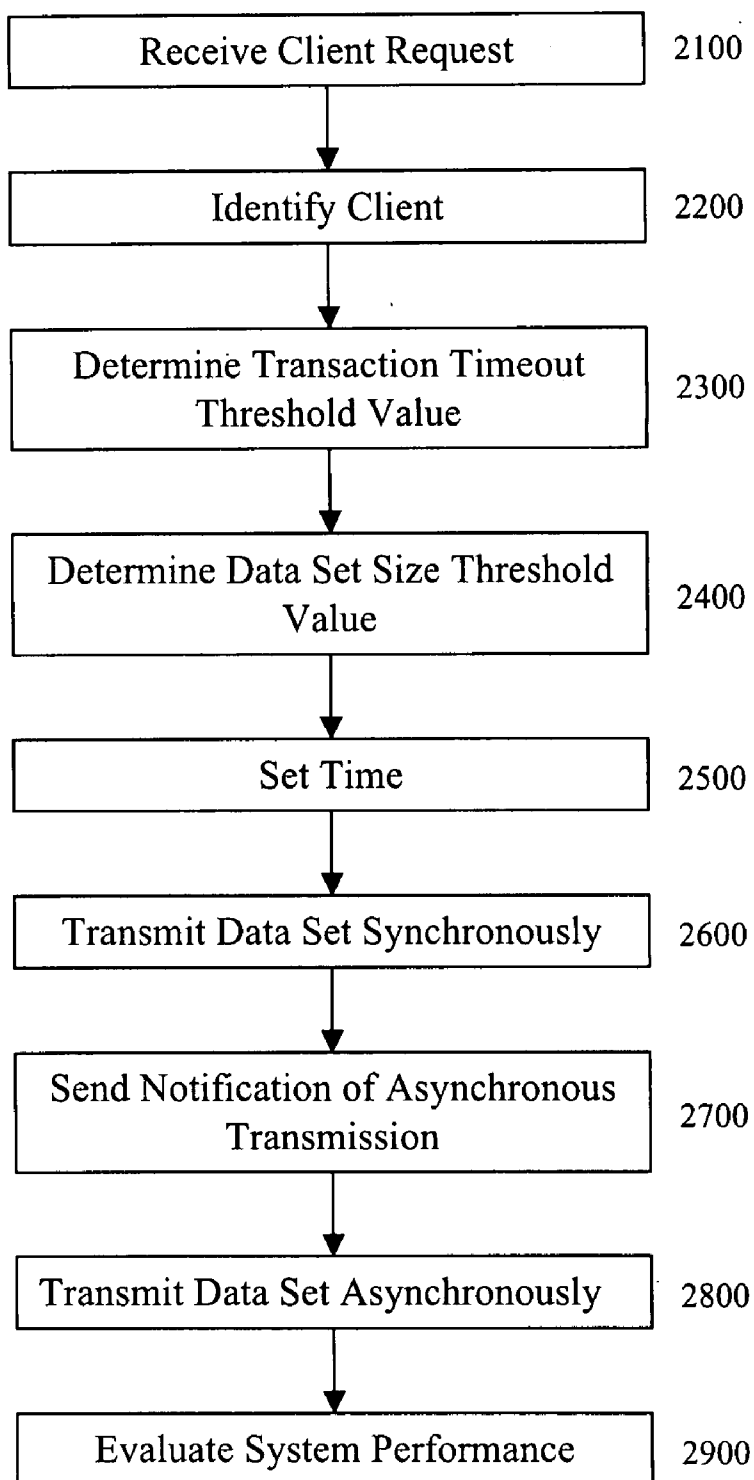 Receive Client Request 2100
Identify Client 2200
Determine Transaction Timeout
Threshold Value
2300
Determine Data Set Size Threshold
Value
2400
Set Time 2500
Transmit Data Set Synchronously 2600
Send Notification of Asynchronous
Transmission
2700
Transmit Data Set Asynchronously 2800
Evaluate System Performance 2900